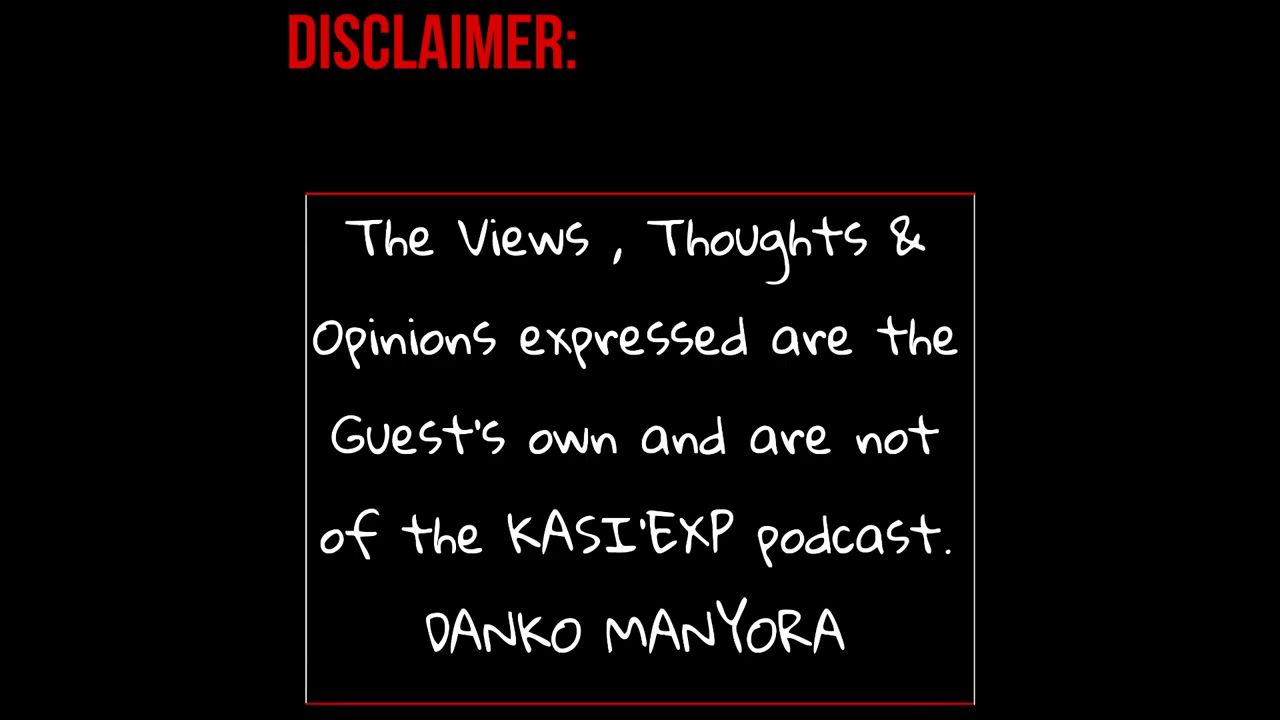 DISCLAIMER:
The Views , Thoughts &
Opinions expressed are the
Guest's own and are not
of the KASI'EXP podcast.
DANKO MANYORA